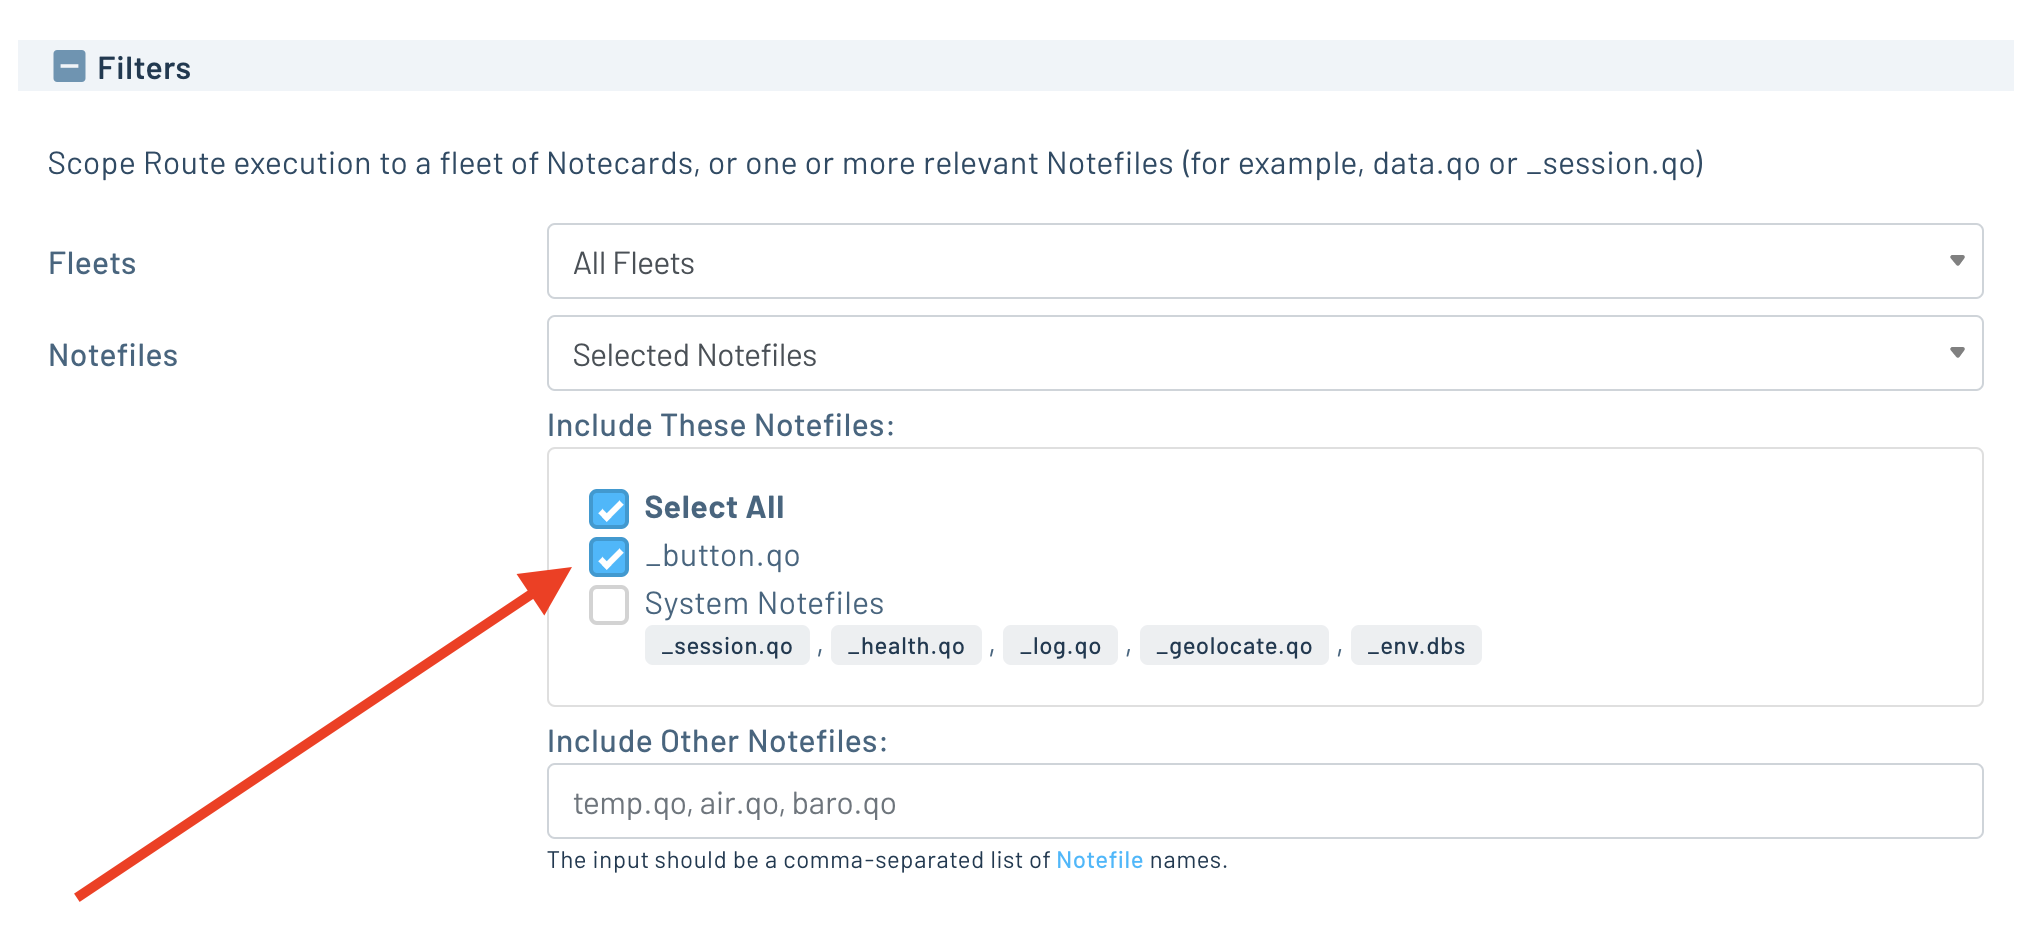 Filters
Scope Route execution to a fleet of Notecards, or one or more relevant Notefiles (for example, data.qo or _session.qo)
Fleets
All Fleets
Notefiles
Selected Notefiles
Include These Notefiles:
Select All
_button.qo
System Notefiles
_session.qo , _health.qo , _log.qo , _geolocate.qo , _env.dbs
Include Other Notefiles:
temp.qo, air.qo, baro.qo
The input should be a comma-separated list of Notefile names.